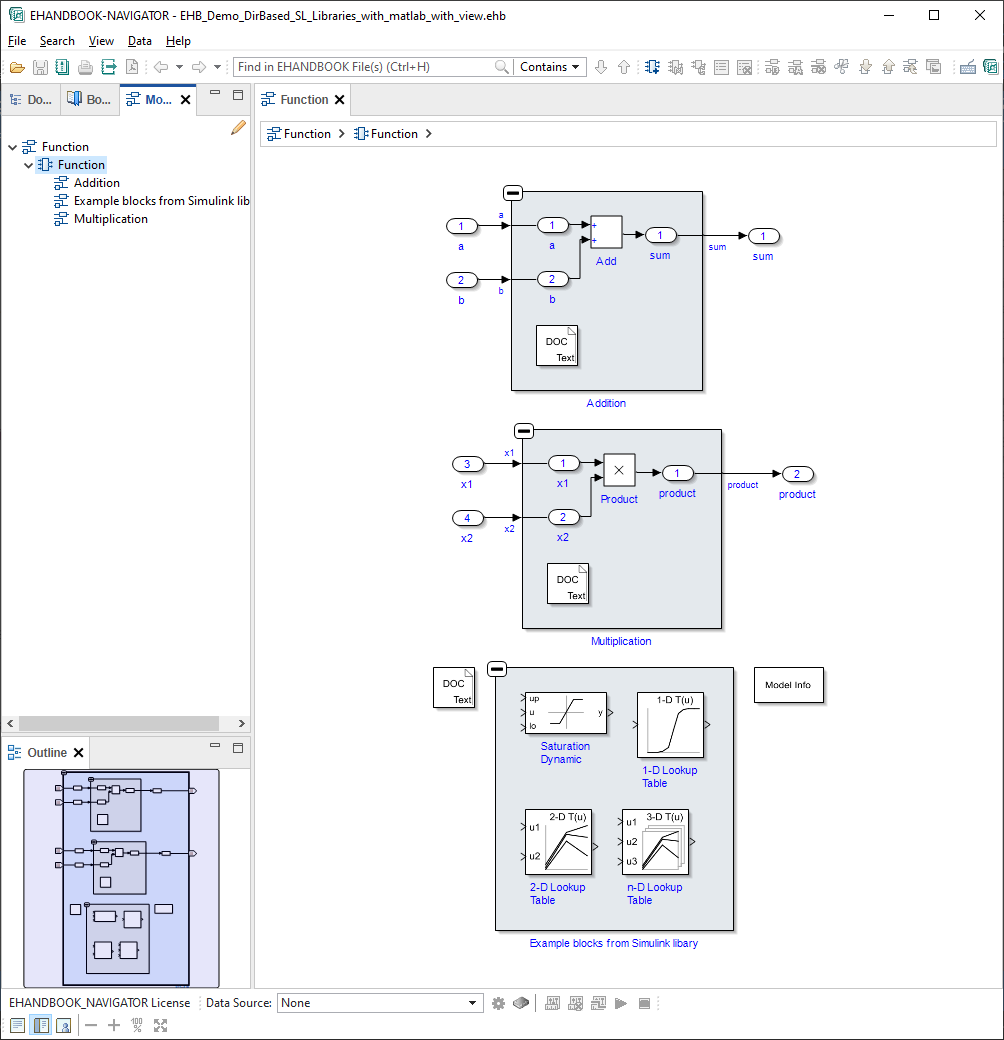 EHANDBOOK-NAVIGATOR - EHB_Demo_DirBased_SL_Libraries_with_matlab_with_view.ehb
File Search View Data Help
Find in EHANDBOOK File(s) (Ctrl+H)
Contains
Do...
Bo...
Mo...
Function
Function
Addition
Example blocks from Simulink lib
Multiplication
Function
Function
Function
a
1
1
+
a
a
+
1
1
Add
sum
sum
sum
2
2
b
b
b
DOC
Text
Addition
x1
3
1
x1
x1
×
1
2
Product
product
product
product
4
2
x2
x2
x2
DOC
Text
Multiplication
DOC
Text
up
u
lo
y
Saturation
Dynamic
1-D T(u)
1-D Lookup
Table
Model Info
2-D T(u)
u1
u2
2-D Lookup
Table
3-D T(u)
u1
u2
u3
n-D Lookup
Table
Example blocks from Simulink libary
Outline
EHANDBOOK_NAVIGATOR License
Data Source:
None
100
%